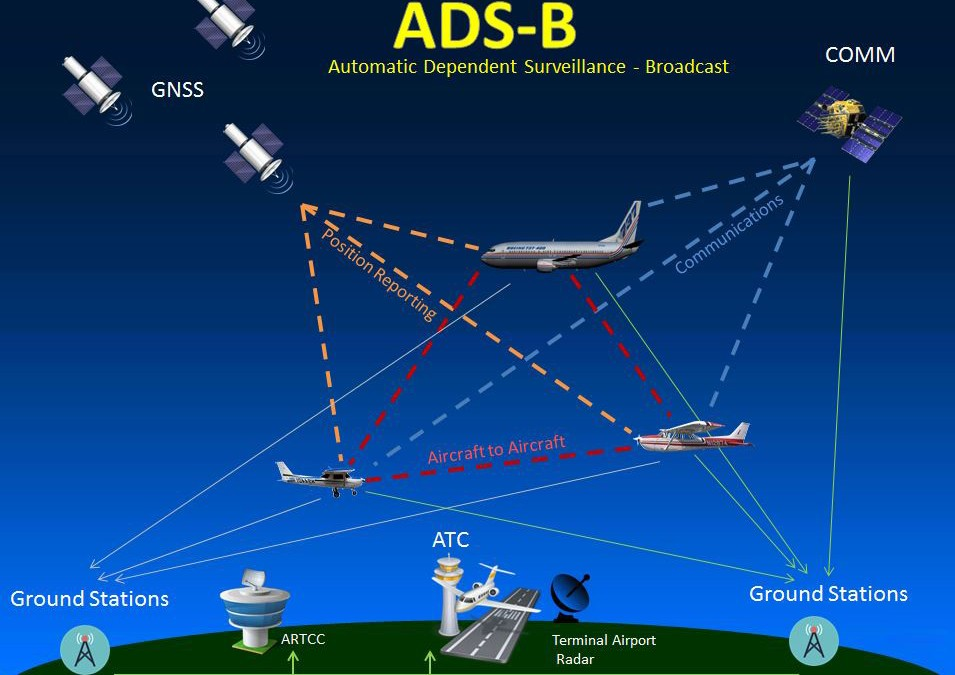 ADS-B
Automatic Dependent Surveillance - Broadcast
COMM
GNSS
Communications
Position Reporting
Aircraft to Aircraft
ATC
Ground Stations
Ground Stations
ARTCC
Terminal Airport
Radar